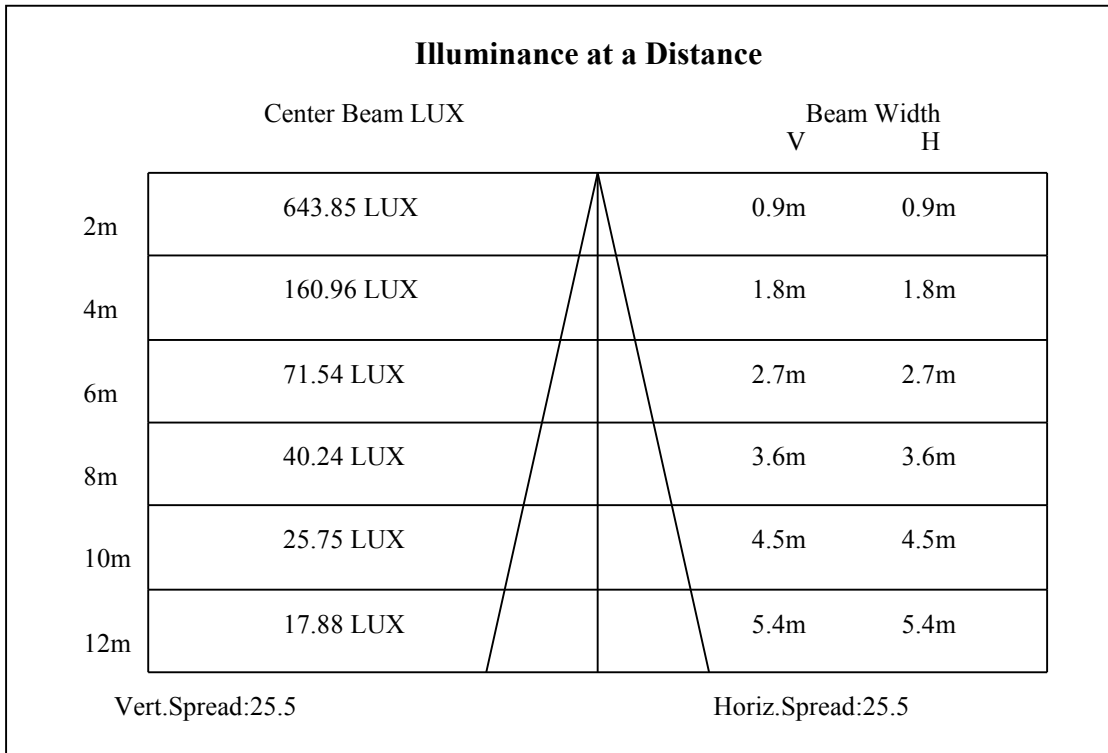 Illuminance at a Distance
Center Beam LUX Beam Width
V H
2m 643.85 LUX 0.9m 0.9m
4m 160.96 LUX 1.8m 1.8m
6m 71.54 LUX 2.7m 2.7m
8m 40.24 LUX 3.6m 3.6m
10m 25.75 LUX 4.5m 4.5m
12m 17.88 LUX 5.4m 5.4m
Vert.Spread:25.5 Horiz.Spread:25.5